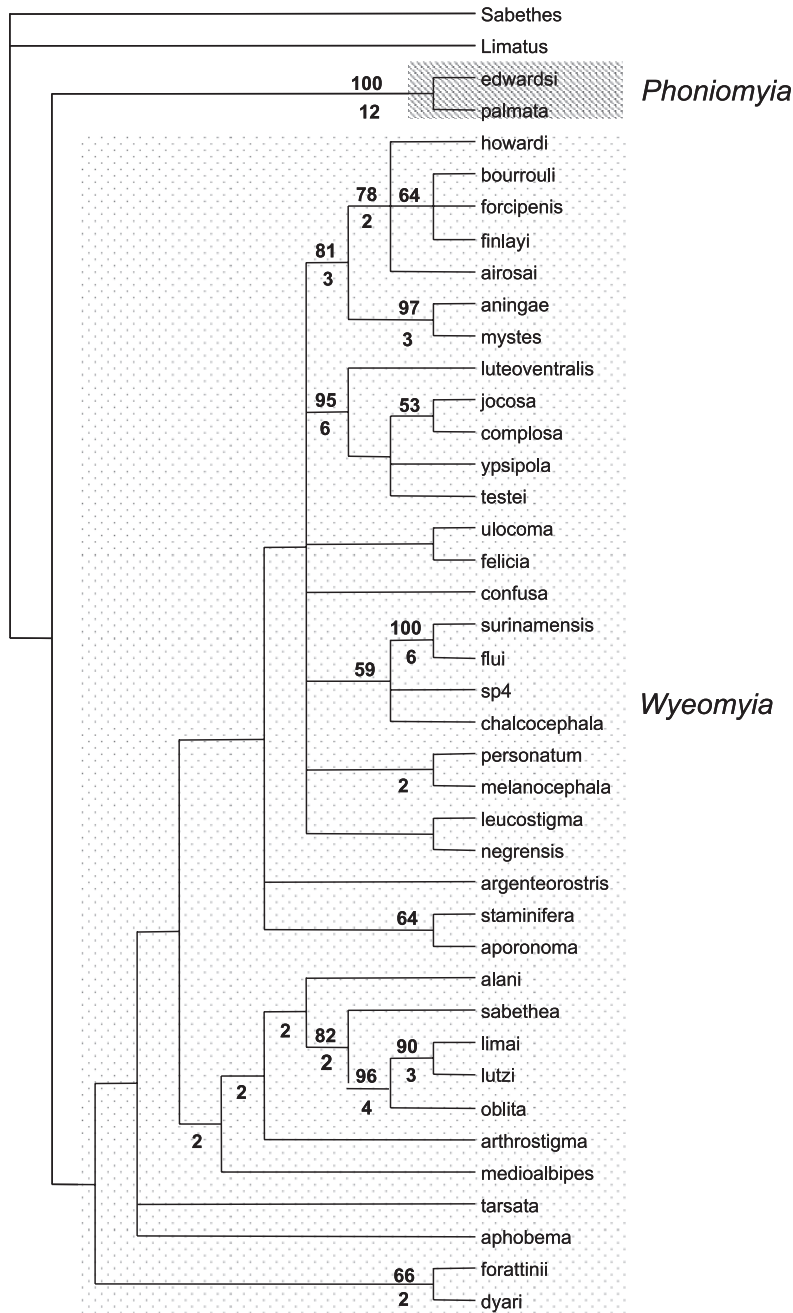 Sabethes
Limatus
100
edwardsi
Phoniomyia
12
palmata
howardi
bourrouli
78
64
forcipenis
2
finlayi
81
airosai
3
97
aningae
3
mystes
luteoventralis
95
53
jocosa
6
complosa
ypsipola
testei
ulocoma
felicia
confusa
100
surinamensis
6
flui
59
sp4
Wyeomyia
chalcocephala
personatum
2
melanocephala
leucostigma
negrensis
argenteorostris
64
staminifera
aporonoma
alani
sabethea
2
82
90
limai
2
96
3
lutzi
2
4
oblita
2
arthrostigma
medioalbipes
tarsata
aphobema
66
forattinii
2
dyari